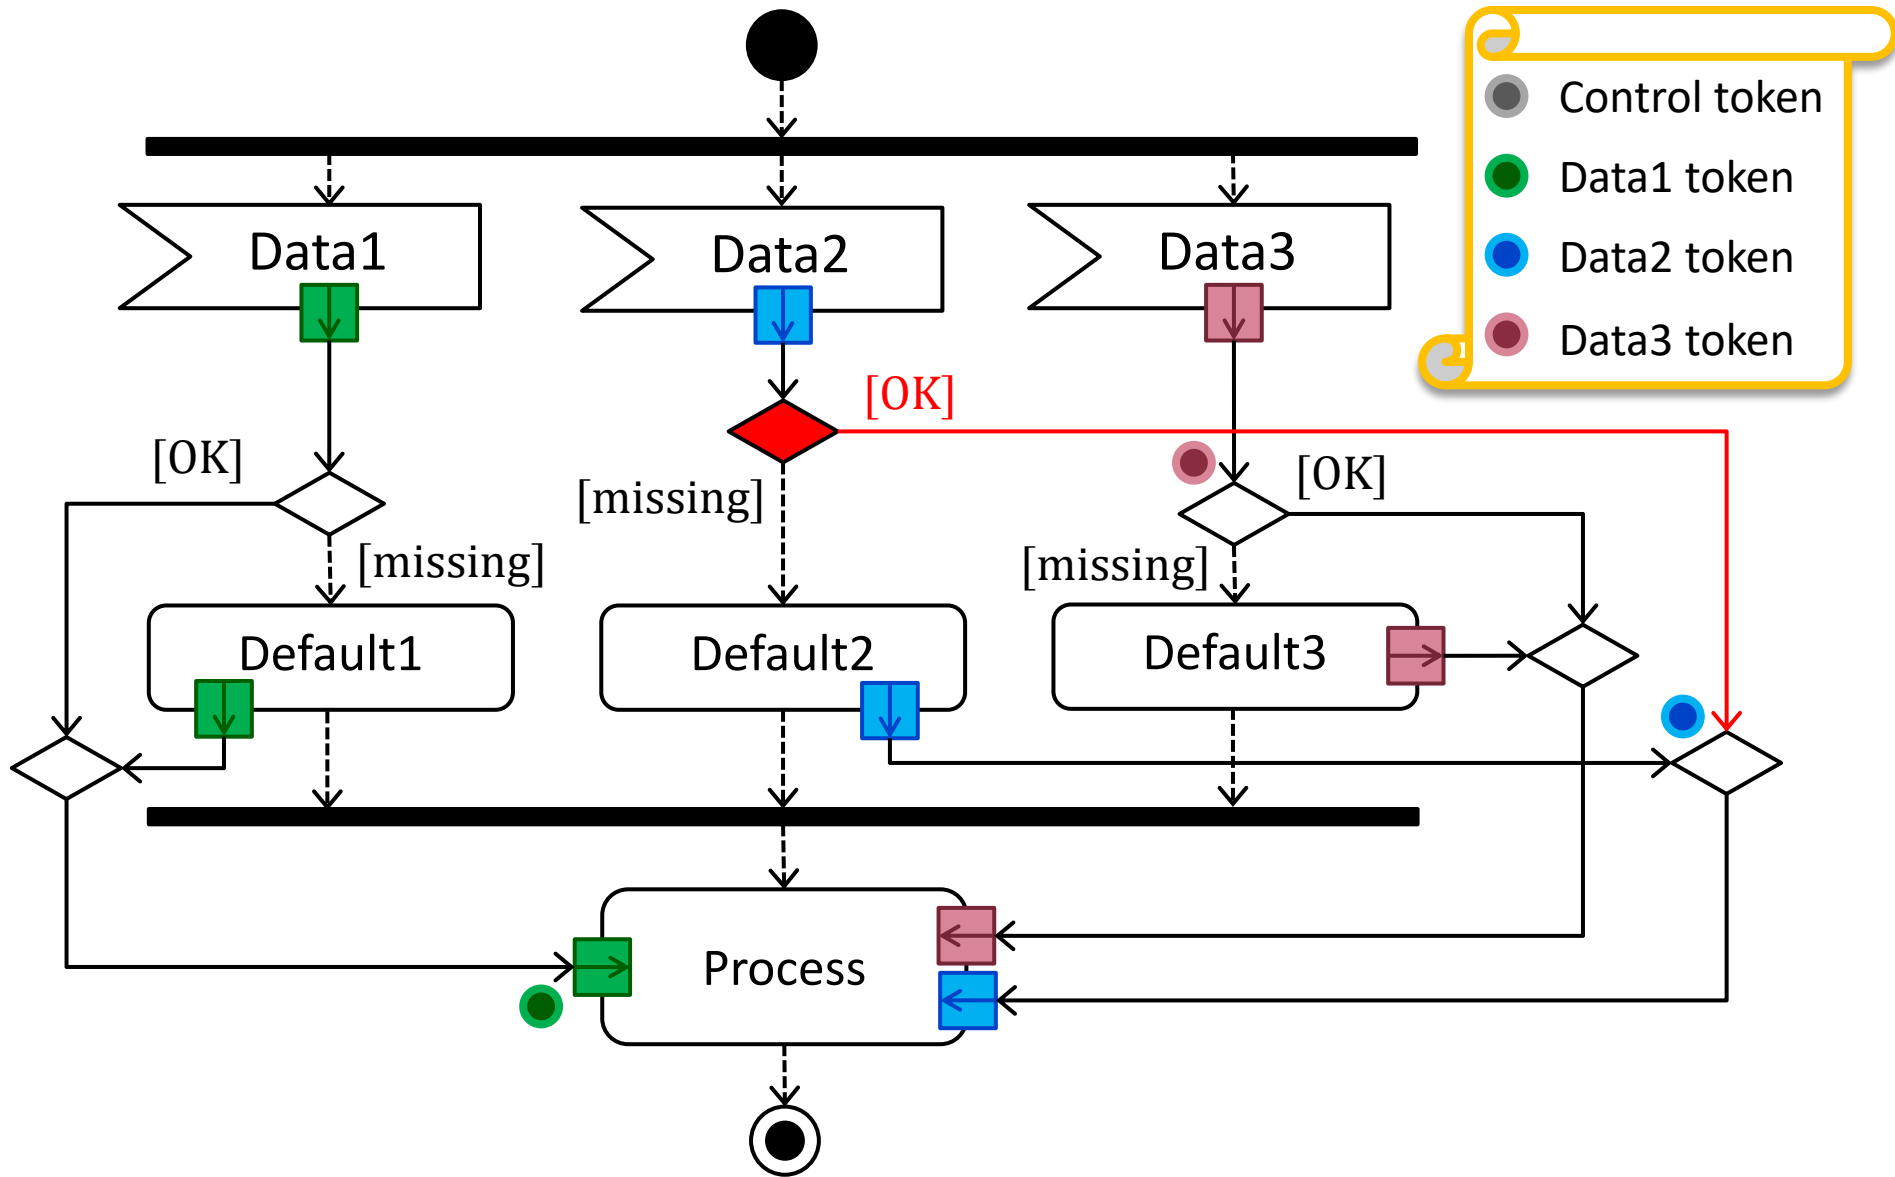 Control token
Data1 token
Data2 token
Data3 token
Data1
Data2
Data3
[OK]
[OK]
[OK]
[missing]
[missing]
[missing]
Default1
Default2
Default3
Process